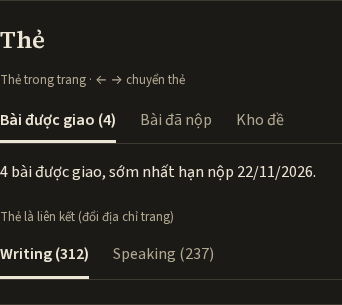 Thẻ
Thẻ trong trang · ← → chuyển thẻ
Bài được giao (4) Bài đã nộp Kho đề
4 bài được giao, sớm nhất hạn nộp 22/11/2026.
Thẻ là liên kết (đổi địa chỉ trang)
Writing (312) Speaking (237)